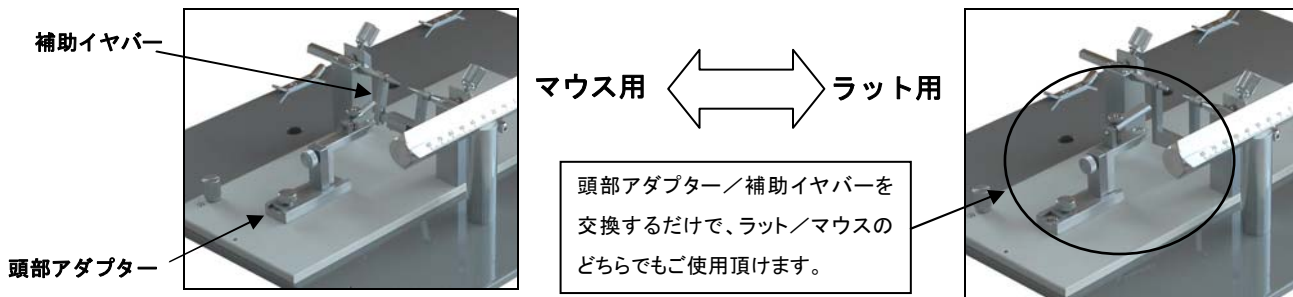 補助イヤバー
マウス用
ラット用
頭部アダプター／補助イヤバーを
交換するだけで、ラット／マウスの
どちらでもご使用頂けます。
頭部アダプター